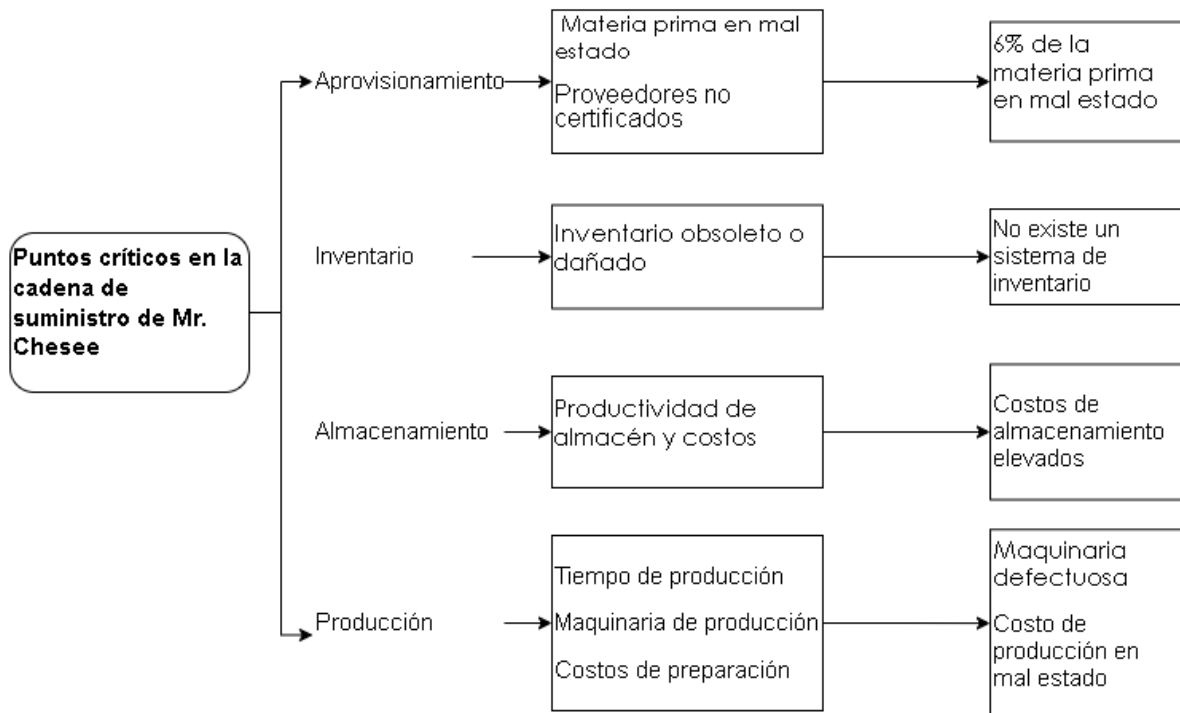 Puntos críticos en la
cadena de
suministro de Mr.
Chesee
Aprovisionamiento
Materia prima en mal
estado
Proveedores no
certificados
6% de la
materia prima
en mal estado
Inventario
Inventario obsoleto o
dañado
No existe un
sistema de
inventario
Almacenamiento
Productividad de
almacén y costos
Costos de
almacenamiento
elevados
Producción
Tiempo de producción
Maquinaria de producción
Costos de preparación
Maquinaria
defectuosa
Costo de
producción en
mal estado